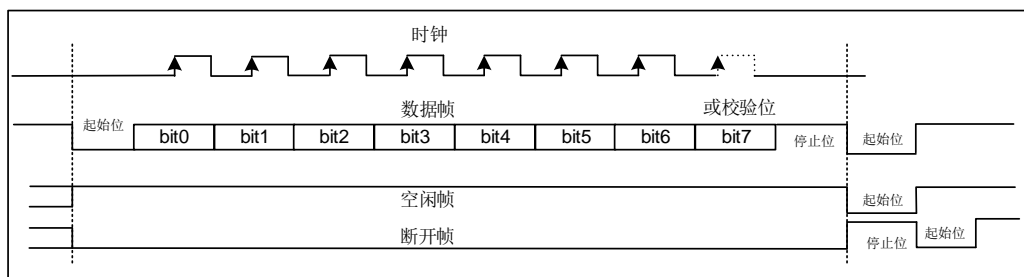 时钟
数据帧 或校验位
起始位 bit0 bit1 bit2 bit3 bit4 bit5 bit6 bit7 停止位 起始位
空闲帧 起始位
断开帧 停止位 起始位